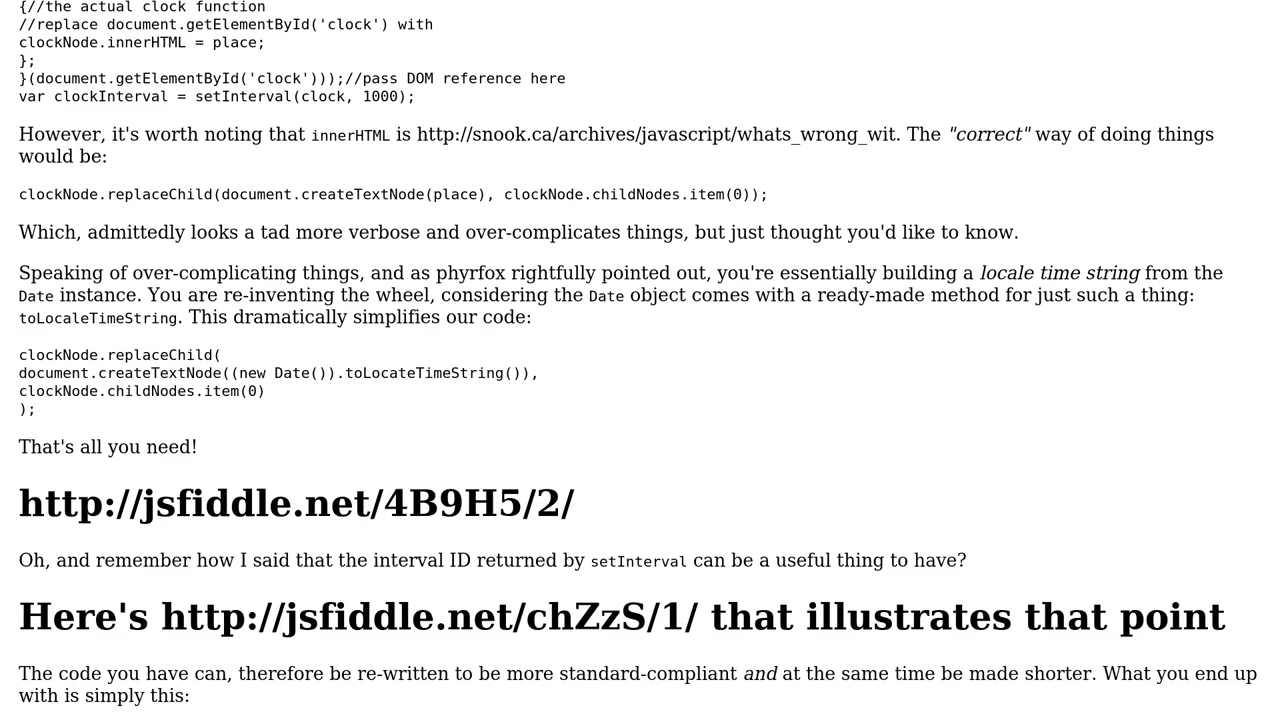 {//the actual clock function
//replace document.getElementById('clock') with
clockNode.innerHTML = place;
};
}(document.getElementById('clock')));//pass DOM reference here
var clockInterval = setInterval(clock, 1000);
However, it's worth noting that innerHTML is http://snook.ca/archives/javascript/whats_wrong_wit. The "correct" way of doing things
would be:
clockNode.replaceChild(document.createTextNode(place), clockNode.childNodes.item(0));
Which, admittedly looks a tad more verbose and over-complicates things, but just thought you'd like to know.
Speaking of over-complicating things, and as phyrfox rightfully pointed out, you're essentially building a locale time string from the
Date instance. You are re-inventing the wheel, considering the Date object comes with a ready-made method for just such a thing:
toLocaleTimeString. This dramatically simplifies our code:
clockNode.replaceChild(
document.createTextNode((new Date()).toLocateTimeString()),
clockNode.childNodes.item(0)
);
That's all you need!
http://jsfiddle.net/4B9H5/2/
Oh, and remember how I said that the interval ID returned by setInterval can be a useful thing to have?
Here's http://jsfiddle.net/chZzS/1/ that illustrates that point
The code you have can, therefore be re-written to be more standard-compliant and at the same time be made shorter. What you end up
with is simply this: